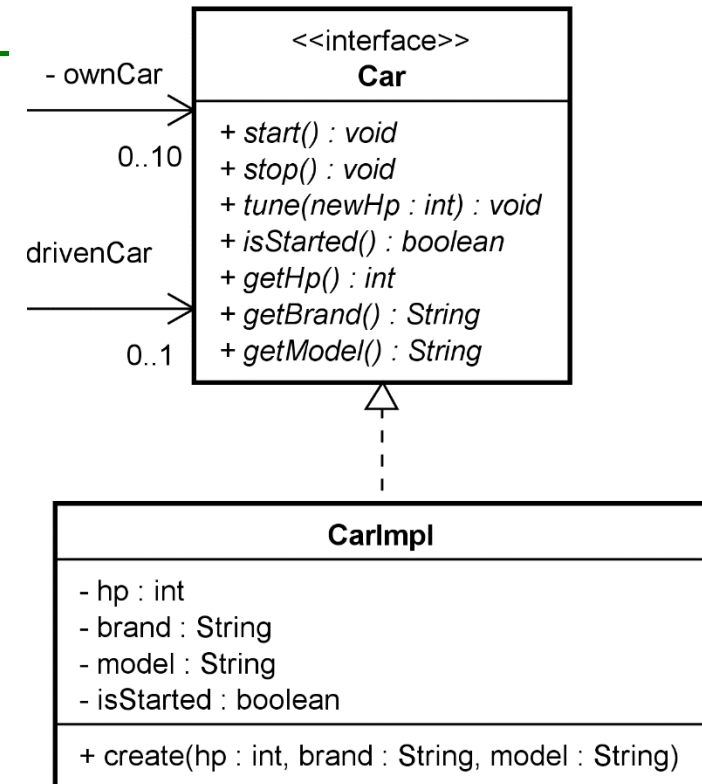 <<interface>>
Car
- ownCar
0..10
+ start() : void
+ stop() : void
+ tune(newHp : int) : void
+ isStarted() : boolean
+ getHp() : int
+ getBrand() : String
+ getModel() : String
drivenCar
0..1
CarImpl
- hp : int
- brand : String
- model : String
- isStarted : boolean
+ create(hp : int, brand : String, model : String)